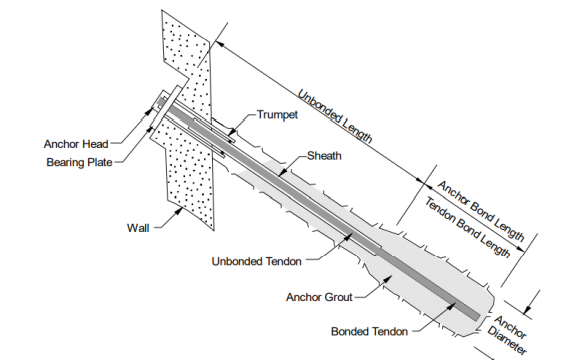 Unbonded Length
Trumpet
Anchor Head
Bearing Plate
Sheath
Anchor Bond Length
Tendon Bond Length
Wall
Unbonded Tendon
Anchor Grout
Bonded Tendon
Anchor
Diameter